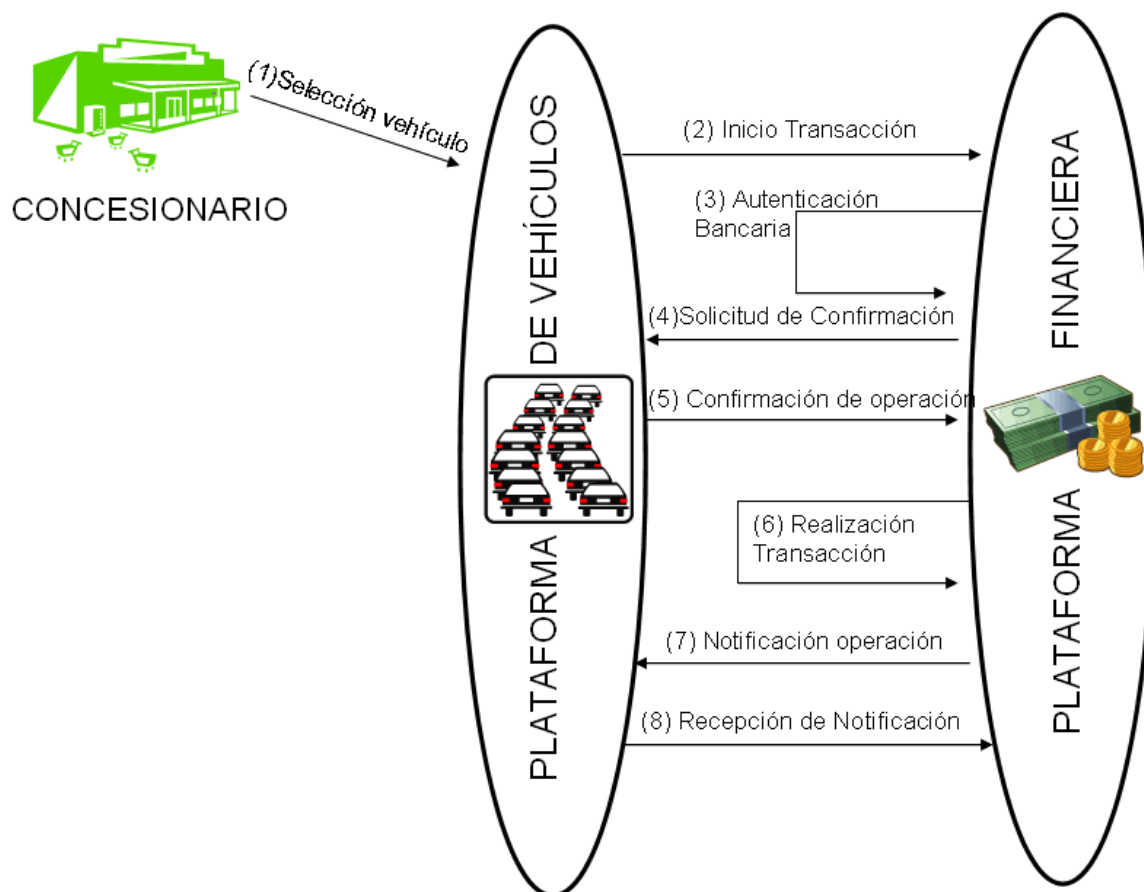 (1)Selección vehículo
CONCESIONARIO
PLATAFORMA DE VEHÍCULOS
(2) Inicio Transacción
(3) Autenticación
Bancaria
(4)Solicitud de Confirmación
(5) Confirmación de operación
(6) Realización
Transacción
(7) Notificación operación
(8) Recepción de Notificación
PLATAFORMA FINANCIERA